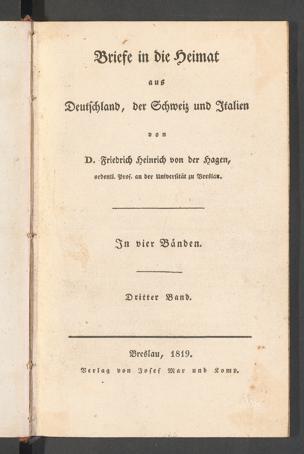 Briefe in die Heimat
aus
Deutschland, der Schweiz und Italien
von
D. Friedrich Heinrich von der Hagen,
ordentl. Prof. an der Universität zu Breslau.
In vier Bänden.
Dritter Band.
Breslau, 1819.
Verlag von Josef Max und Komp.